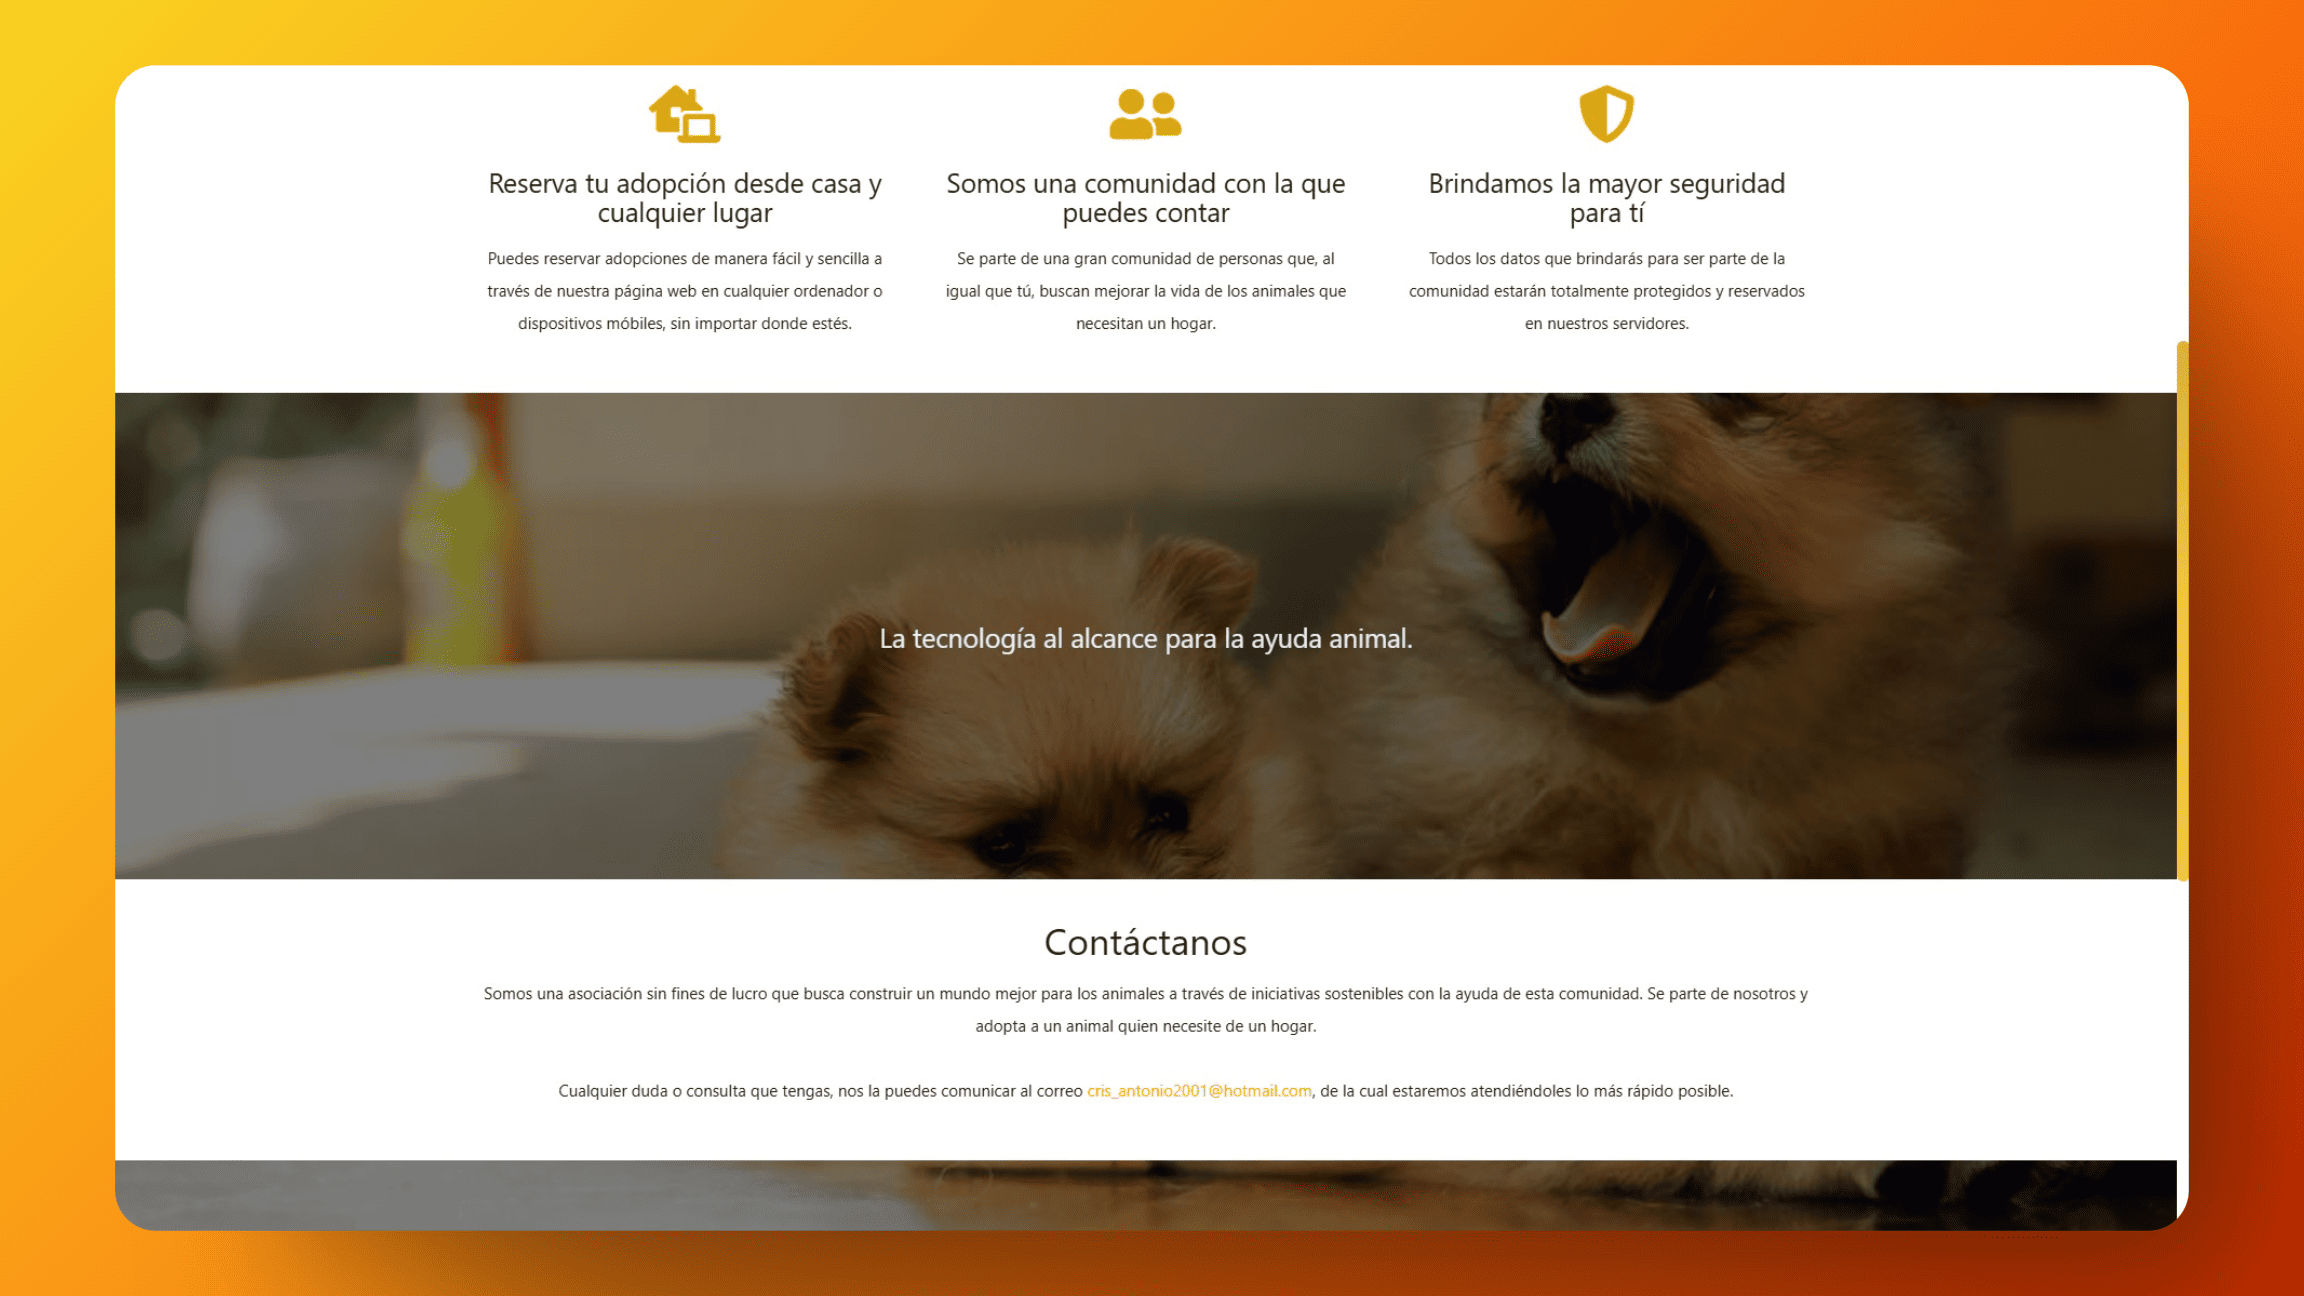 Reserva tu adopción desde casa y
cualquier lugar
Puedes reservar adopciones de manera fácil y sencilla a
través de nuestra página web en cualquier ordenador o
dispositivos móbiles, sin importar donde estés.
Somos una comunidad con la que
puedes contar
Se parte de una gran comunidad de personas que, al
igual que tú, buscan mejorar la vida de los animales que
necesitan un hogar.
Brindamos la mayor seguridad
para tí
Todos los datos que brindarás para ser parte de la
comunidad estarán totalmente protegidos y reservados
en nuestros servidores.
La tecnología al alcance para la ayuda animal.
Contáctanos
Somos una asociación sin fines de lucro que busca construir un mundo mejor para los animales a través de iniciativas sostenibles con la ayuda de esta comunidad. Se parte de nosotros y
adopta a un animal quien necesite de un hogar.
Cualquier duda o consulta que tengas, nos la puedes comunicar al correo cris_antonio2001@hotmail.com, de la cual estaremos atendiéndoles lo más rápido posible.